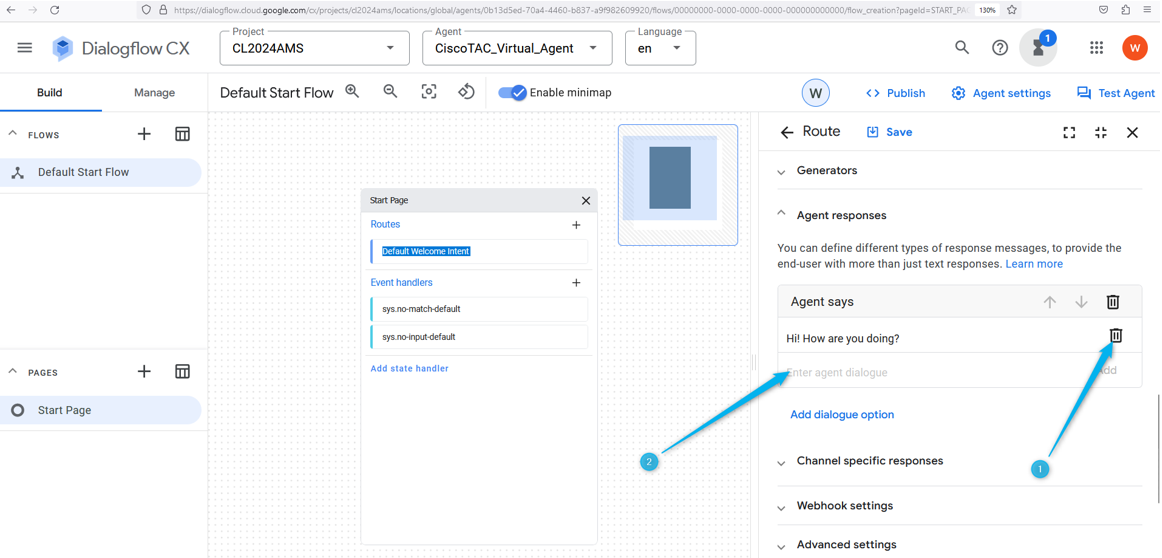 https://dialogflow.cloud.google.com/cx/projects/cl2024ams/locations/global/agents/0b13d5ed-70a4-4460-b837-a9f982609920/flows/00000000-0000-0000-0000-000000000000/flow_creation?pageId=START_PA
130%
Dialogflow CX
Project
CL2024AMS
Agent
CiscoTAC_Virtual_Agent
Language
en
1
W
Build
Manage
Default Start Flow
Enable minimap
W
Publish
Agent settings
Test Agent
FLOWS
Default Start Flow
PAGES
Start Page
Start Page
Routes
Default Welcome Intent
Event handlers
sys.no-match-default
sys.no-input-default
Add state handler
Route
Save
Generators
Agent responses
You can define different types of response messages, to provide the
end-user with more than just text responses. Learn more
Agent says
Hi! How are you doing?
Enter agent dialogue
Add dialogue option
2
1
Channel specific responses
Webhook settings
Advanced settings